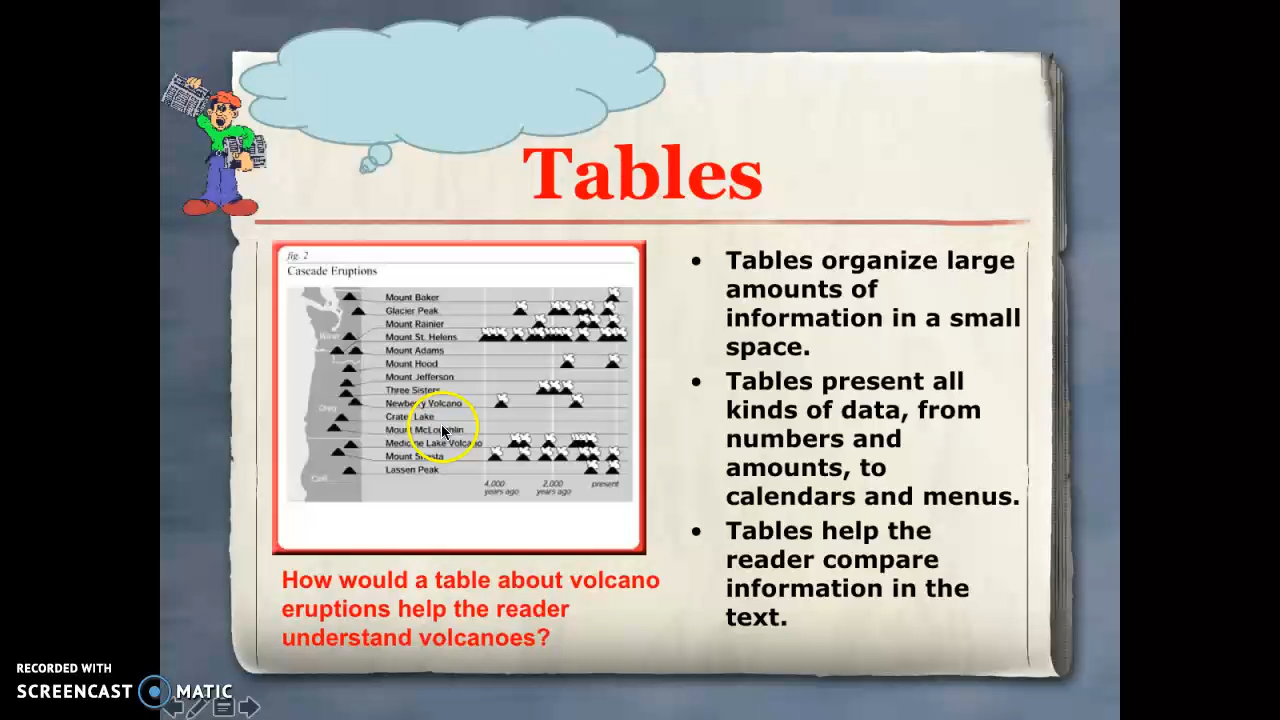 Tables
fig. 2
Cascade Eruptions
Mount Baker
Glacier Peak
Mount Rainier
Mount St. Helens
Mount Adams
Mount Hood
Mount Jefferson
Three Sisters
Newberry Volcano
Crater Lake
Mount McLoughlin
Medicine Lake Volcano
Mount Shasta
Lassen Peak
4,000
years ago
2,000
years ago
present
How would a table about volcano
eruptions help the reader
understand volcanoes?
• Tables organize large
amounts of
information in a small
space.
• Tables present all
kinds of data, from
numbers and
amounts, to
calendars and menus.
• Tables help the
reader compare
information in the
text.
RECORDED WITH
SCREENCAST MATIC